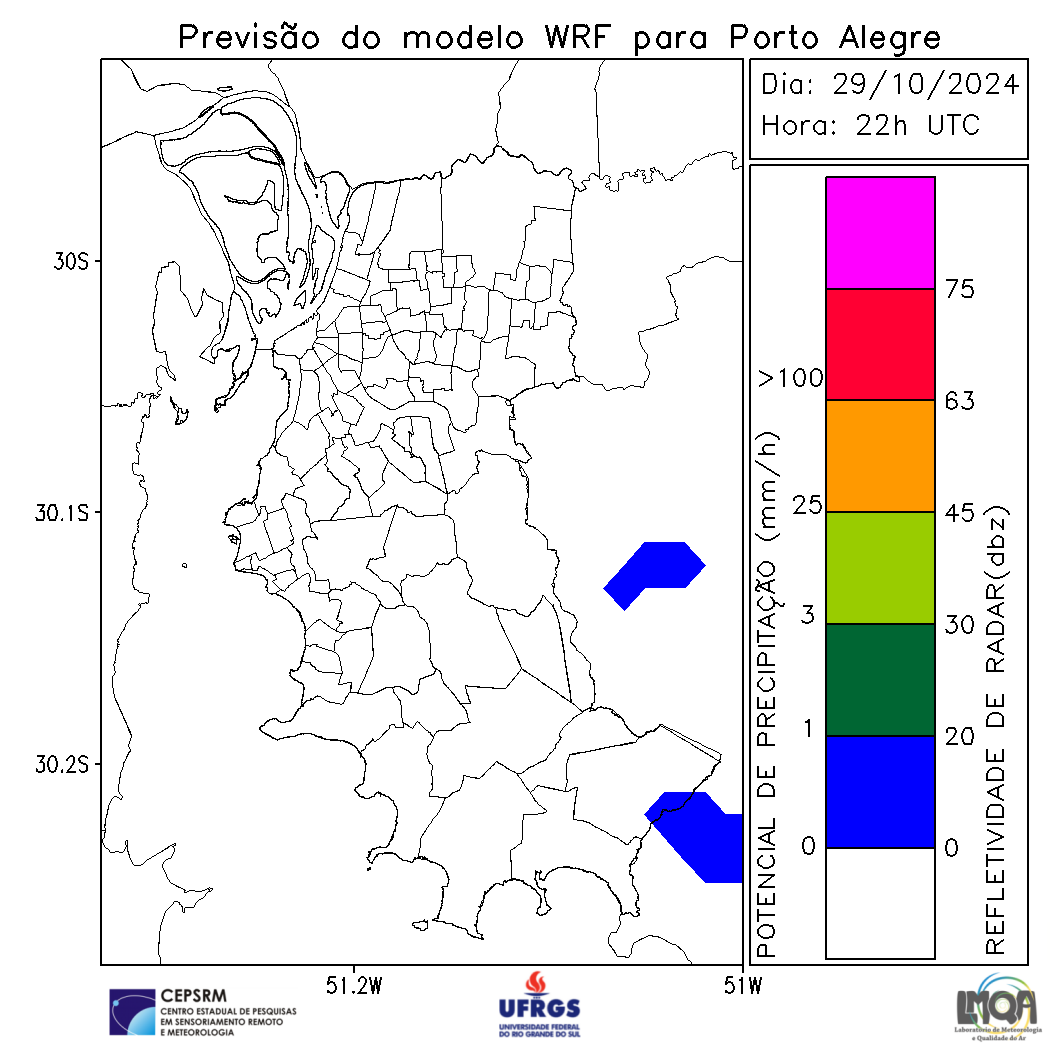 Previsão do modelo WRF para Porto Alegre
Dia: 29/10/2024
Hora: 22h UTC
30S
30.1S
30.2S
51.2W
51W
POTENCIAL DE PRECIPITAÇÃO (mm/h)
>100
25
3
1
0
75
63
45
30
20
0
REFLETIVIDADE DE RADAR(dbz)
CEPSRM
CENTRO ESTADUAL DE PESQUISAS
EM SENSORIAMENTO REMOTO
E METEOROLOGIA
UFRGS
UNIVERSIDADE FEDERAL
DO RIO GRANDE DO SUL
LMQA
Laboratório de Meteorologia
e Qualidade do Ar